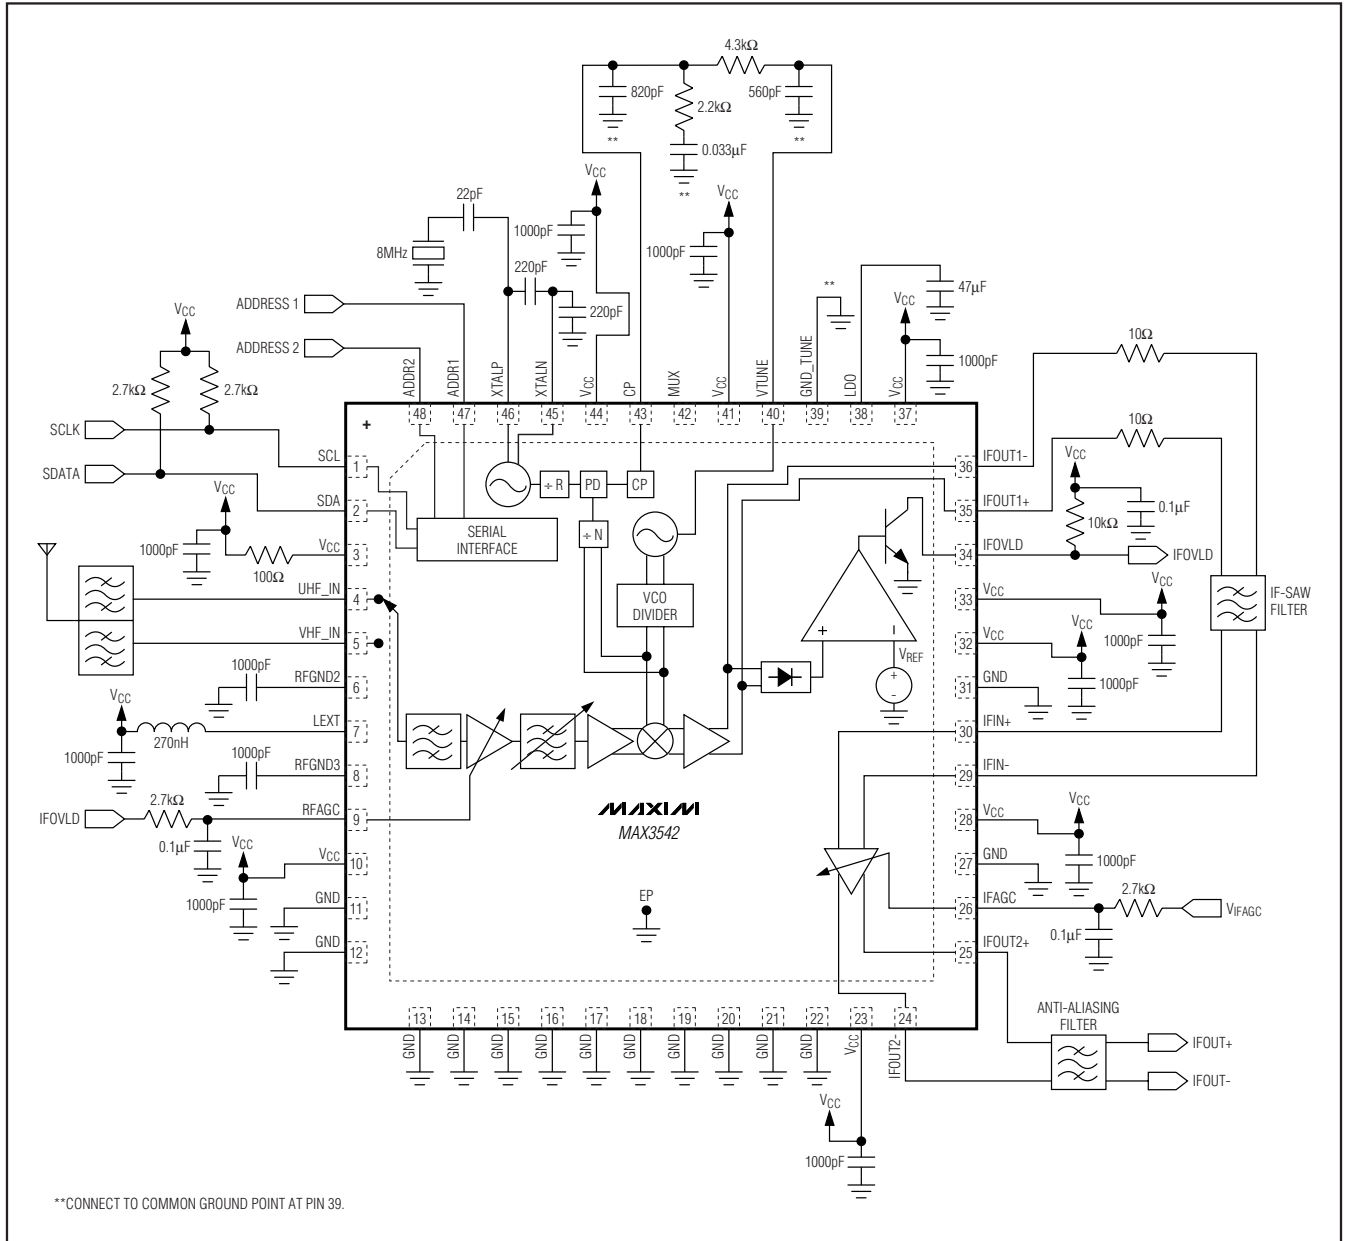 4.3kΩ
820pF
2.2kΩ
560pF
**
**
0.033µF
**
VCC
VCC
22pF
1000pF
1000pF
8MHz
220pF
220pF
**
47µF
VCC
1000pF
10Ω
ADDRESS 1
ADDRESS 2
VCC
2.7kΩ
2.7kΩ
SCLK
SDATA
ADDR2
ADDR1
XTALP
XTALN
VCC
CP
MUX
VCC
VTUNE
GND_TUNE
LDO
VCC
48
47
46
45
44
43
42
41
40
39
38
37
+
10Ω
SCL
1
SDA
2
VCC
3
VCC
1000pF
100Ω
UHF_IN
4
VHF_IN
5
1000pF
RFGND2
6
VCC
LEXT
7
270nH
1000pF
1000pF
RFGND3
8
2.7kΩ
RFAGC
9
IFOVLD
0.1µF
VCC
VCC
10
1000pF
GND
11
GND
12
÷ R
PD
CP
÷ N
SERIAL
INTERFACE
VCO
DIVIDER
+
−
VREF
+
-
MAXIM
MAX3542
EP
36
IFOUT1-
35
IFOUT1+
34
IFOVLD
33
VCC
32
VCC
31
GND
30
IFIN+
29
IFIN-
28
VCC
27
GND
26
IFAGC
25
IFOUT2+
VCC
0.1µF
10kΩ
IFOVLD
VCC
1000pF
VCC
1000pF
IF-SAW
FILTER
VCC
1000pF
2.7kΩ
VIFAGC
0.1µF
13
14
15
16
17
18
19
20
21
22
23
24
GND
GND
GND
GND
GND
GND
GND
GND
GND
GND
VCC
IFOUT2-
ANTI-ALIASING
FILTER
IFOUT+
IFOUT-
VCC
1000pF
**CONNECT TO COMMON GROUND POINT AT PIN 39.